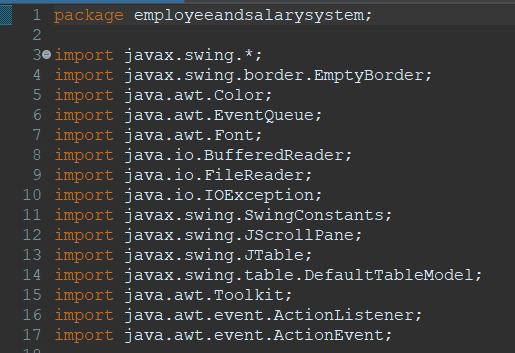 1 package employeeandsalarysystem;
2
3 import javax.swing.*;
4 import javax.swing.border.EmptyBorder;
5 import java.awt.Color;
6 import java.awt.EventQueue;
7 import java.awt.Font;
8 import java.io.BufferedReader;
9 import java.io.FileReader;
10 import java.io.IOException;
11 import javax.swing.SwingConstants;
12 import javax.swing.JScrollPane;
13 import javax.swing.JTable;
14 import javax.swing.table.DefaultTableModel;
15 import java.awt.Toolkit;
16 import java.awt.event.ActionListener;
17 import java.awt.event.ActionEvent;